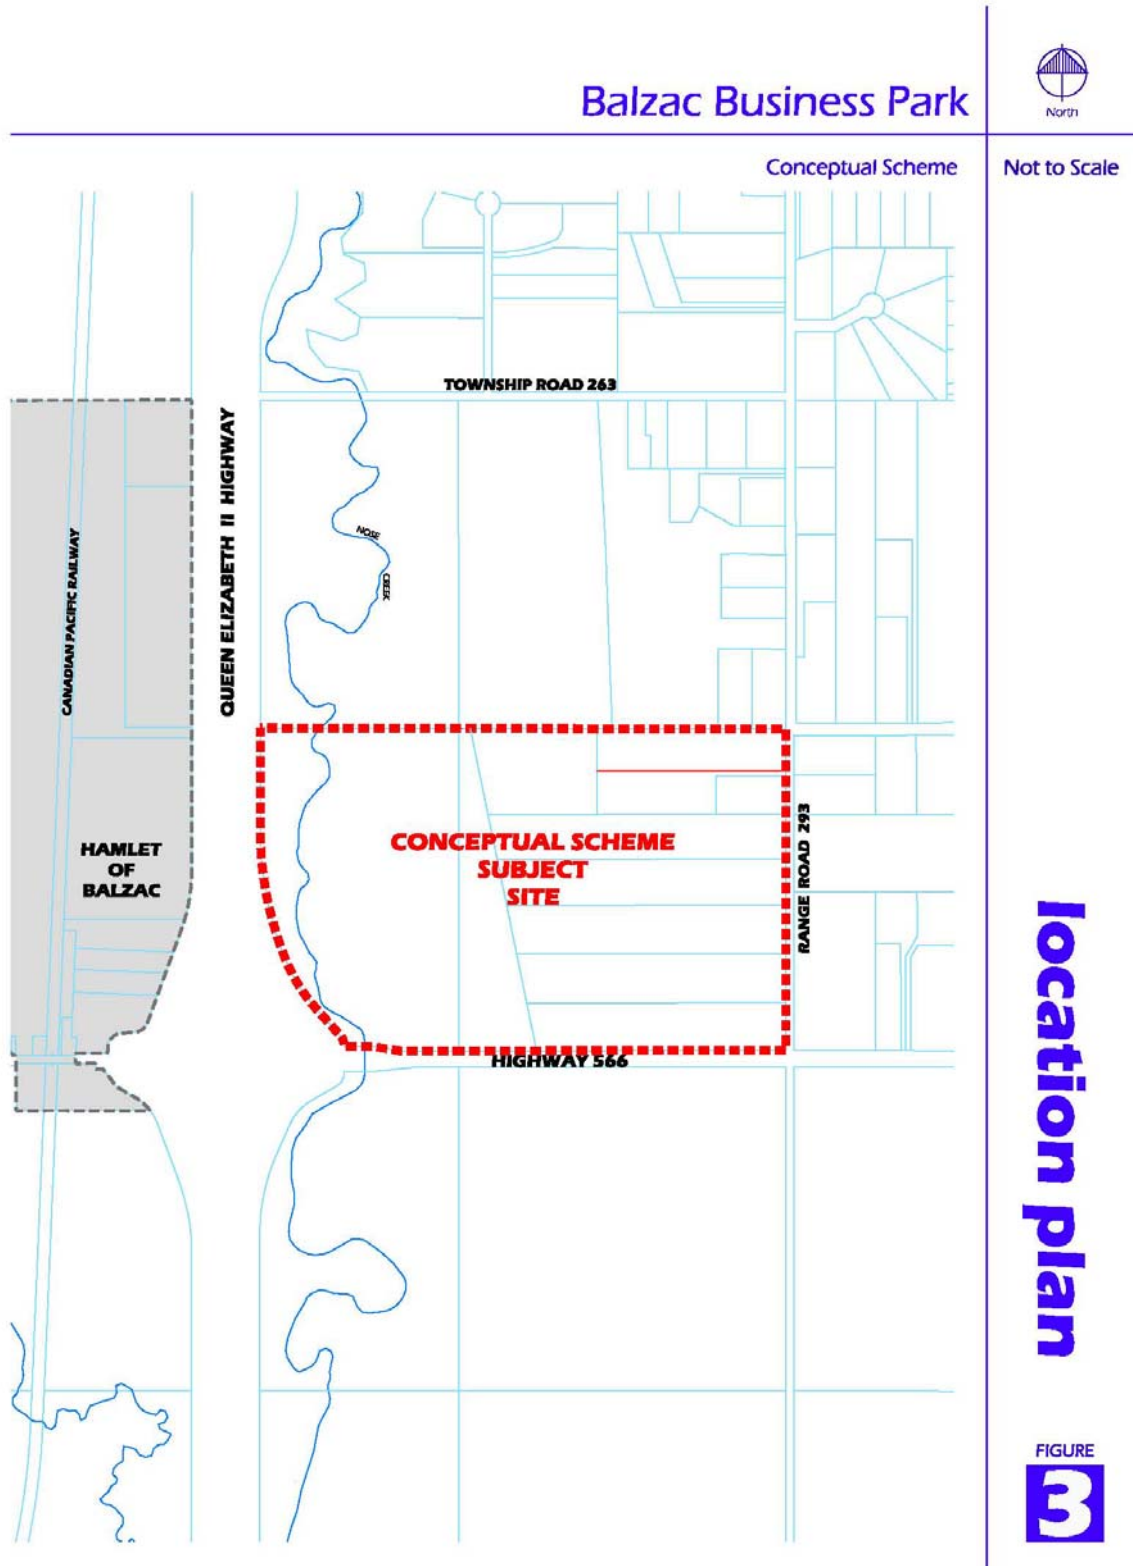 Balzac Business Park
North
Conceptual Scheme
Not to Scale
TOWNSHIP ROAD 263
QUEEN ELIZABETH II HIGHWAY
NOSE
CREEK
CANADIAN PACIFIC RAILWAY
HAMLET
OF
BALZAC
CONCEPTUAL SCHEME
SUBJECT
SITE
RANGE ROAD 293
HIGHWAY 566
location plan
FIGURE
3